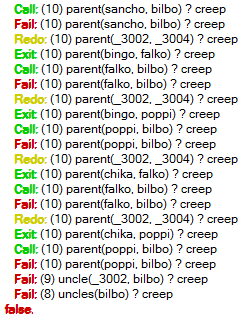 Call: (10) parent(sancho, bilbo) ? creep
Fail: (10) parent(sancho, bilbo) ? creep
Redo: (10) parent(_3002, _3004) ? creep
Exit: (10) parent(bingo, falko) ? creep
Call: (10) parent(falko, bilbo) ? creep
Fail: (10) parent(falko, bilbo) ? creep
Redo: (10) parent(_3002, _3004) ? creep
Exit: (10) parent(bingo, poppi) ? creep
Call: (10) parent(poppi, bilbo) ? creep
Fail: (10) parent(poppi, bilbo) ? creep
Redo: (10) parent(_3002, _3004) ? creep
Exit: (10) parent(chika, falko) ? creep
Call: (10) parent(falko, bilbo) ? creep
Fail: (10) parent(falko, bilbo) ? creep
Redo: (10) parent(_3002, _3004) ? creep
Exit: (10) parent(chika, poppi) ? creep
Call: (10) parent(poppi, bilbo) ? creep
Fail: (10) parent(poppi, bilbo) ? creep
Fail: (9) uncle(_3002, bilbo) ? creep
Fail: (8) uncles(bilbo) ? creep
false.